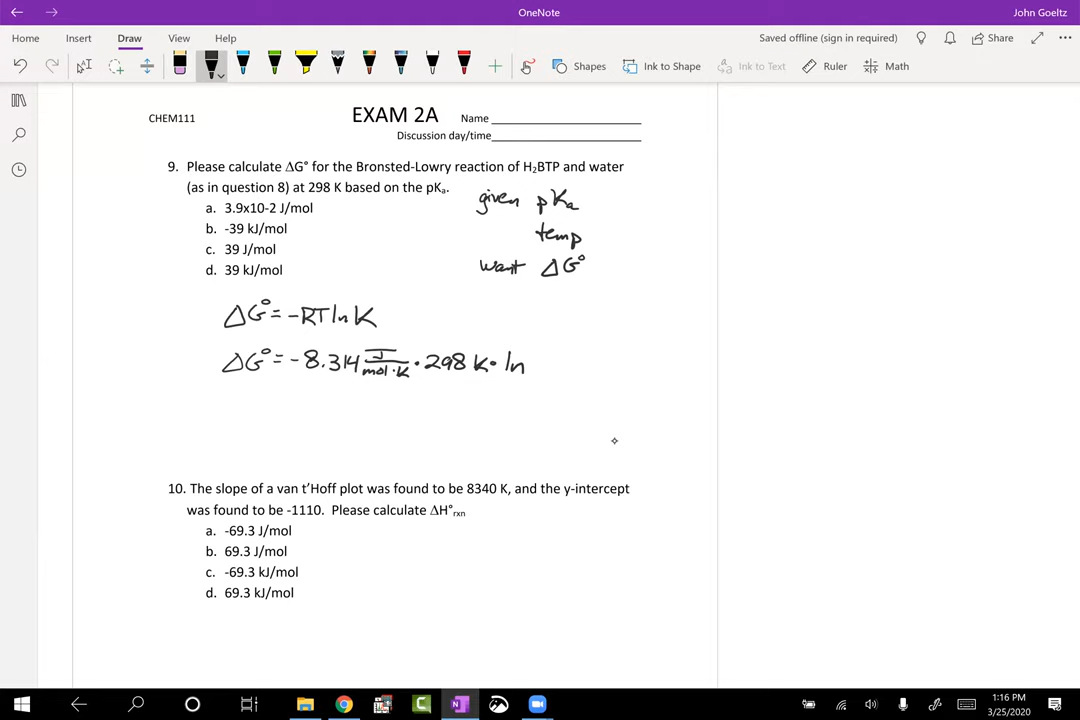 OneNote
John Goeltz
Home Insert Draw View Help
Saved offline (sign in required)
Share
Shapes
Ink to Shape
Ink to Text
Ruler
Math
CHEM111 EXAM 2A Name ____________________
Discussion day/time____________________
9. Please calculate ΔG° for the Bronsted-Lowry reaction of H₂BTP and water
(as in question 8) at 298 K based on the pKₐ.
given pKₐ
a. 3.9x10-2 J/mol
b. -39 kJ/mol
temp
c. 39 J/mol
want ΔG°
d. 39 kJ/mol
ΔG° = -RT ln K
ΔG° = -8.314 J/mol·K · 298 K · ln
10. The slope of a van t’Hoff plot was found to be 8340 K, and the y-intercept
was found to be -1110. Please calculate ΔH°rxn
a. -69.3 J/mol
b. 69.3 J/mol
c. -69.3 kJ/mol
d. 69.3 kJ/mol
1:16 PM
3/25/2020